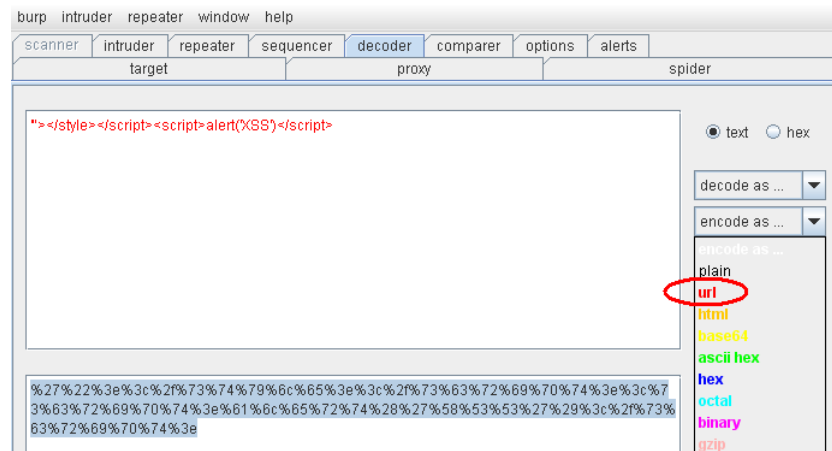 burp intruder repeater window help
scanner intruder repeater sequencer decoder comparer options alerts
target proxy spider
'"></style></script><script>alert('XSS')</script>
text hex
decode as ...
encode as ...
encode as ...
plain
url
html
base64
ascii hex
hex
octal
binary
gzip
%27%22%3e%3c%2f%73%74%79%6c%65%3e%3c%2f%73%63%72%69%70%74%3e%3c%7
3%63%72%69%70%74%3e%61%6c%65%72%74%28%27%58%53%53%27%29%3c%2f%73%
63%72%69%70%74%3e